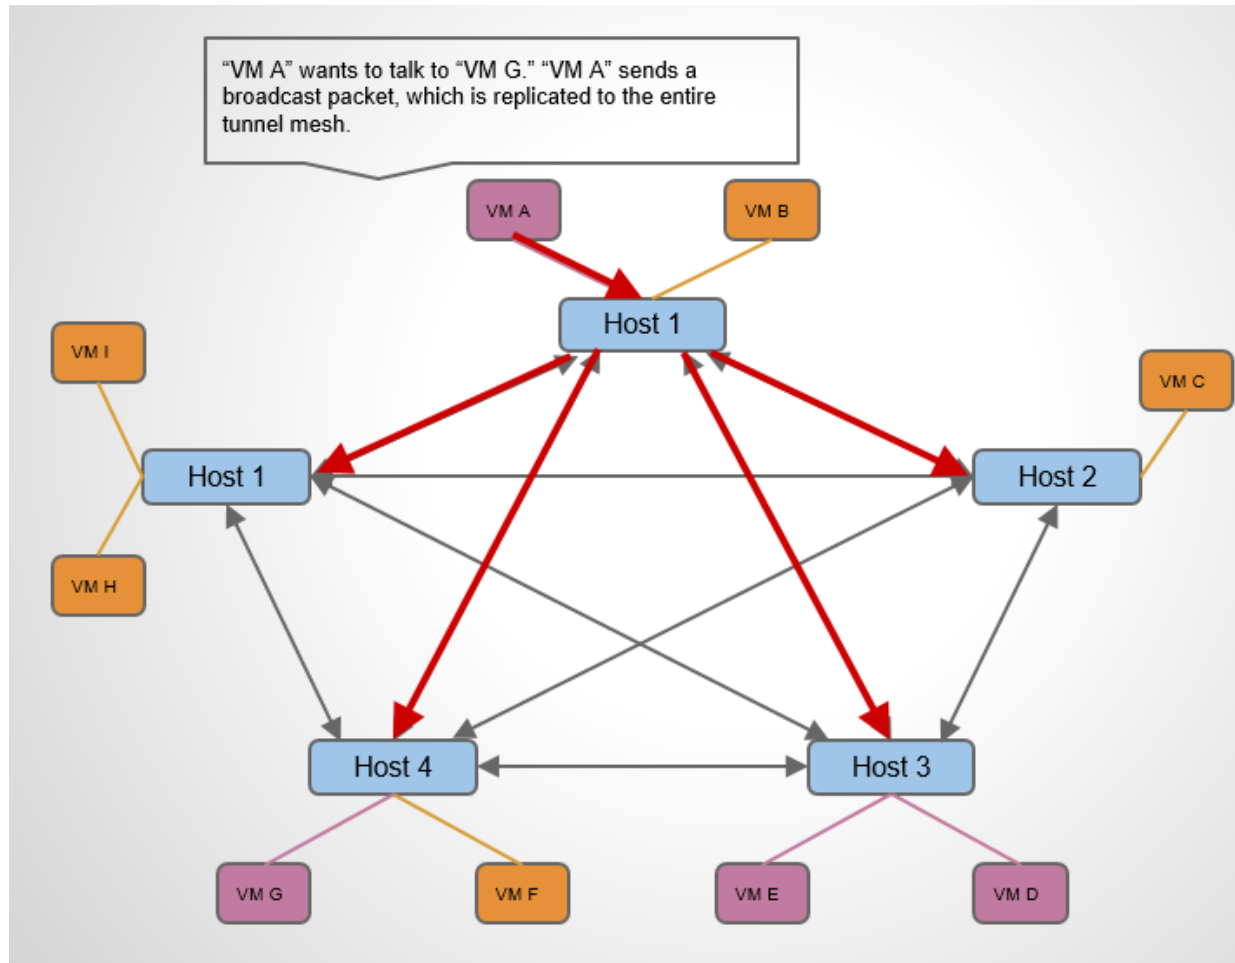 “VM A” wants to talk to “VM G.” “VM A” sends a
broadcast packet, which is replicated to the entire
tunnel mesh.
VM A
VM B
Host 1
VM I
VM C
Host 1
Host 2
VM H
Host 4
Host 3
VM G
VM F
VM E
VM D